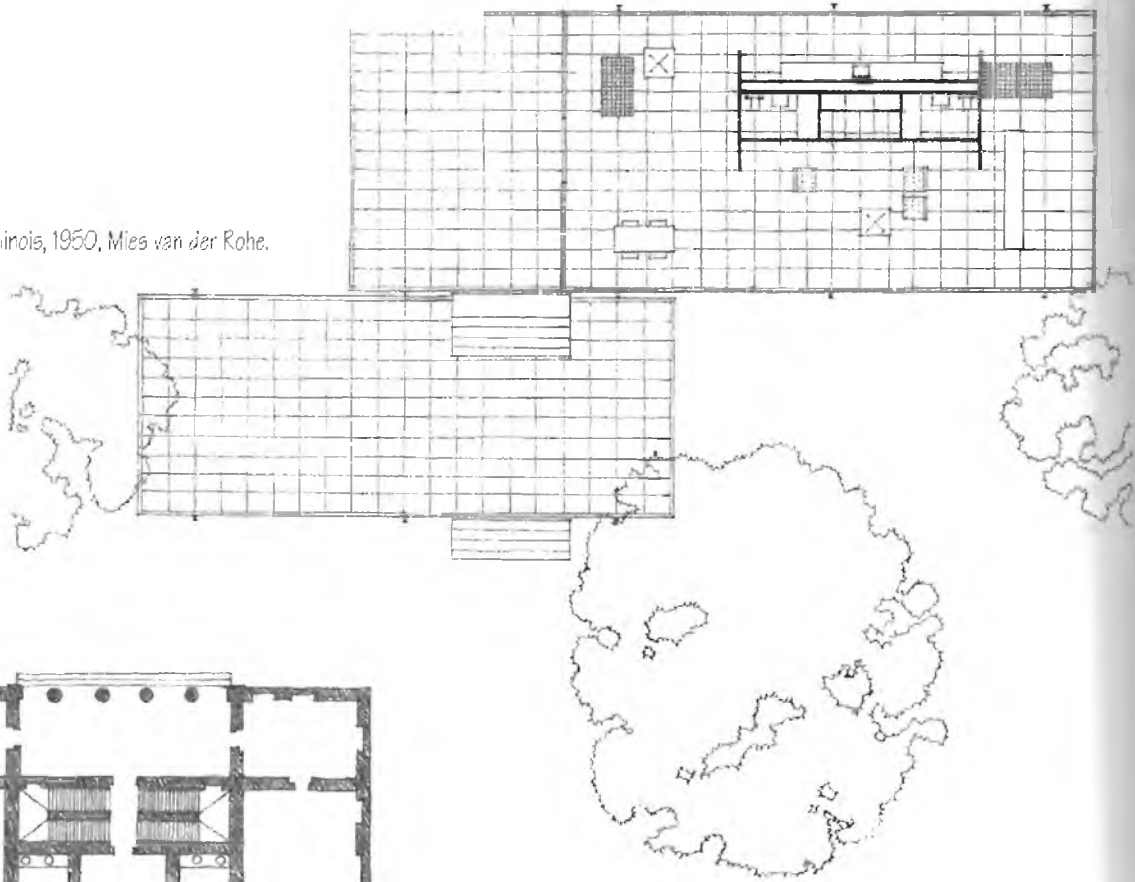 inois, 1950, Mies van der Rohe.